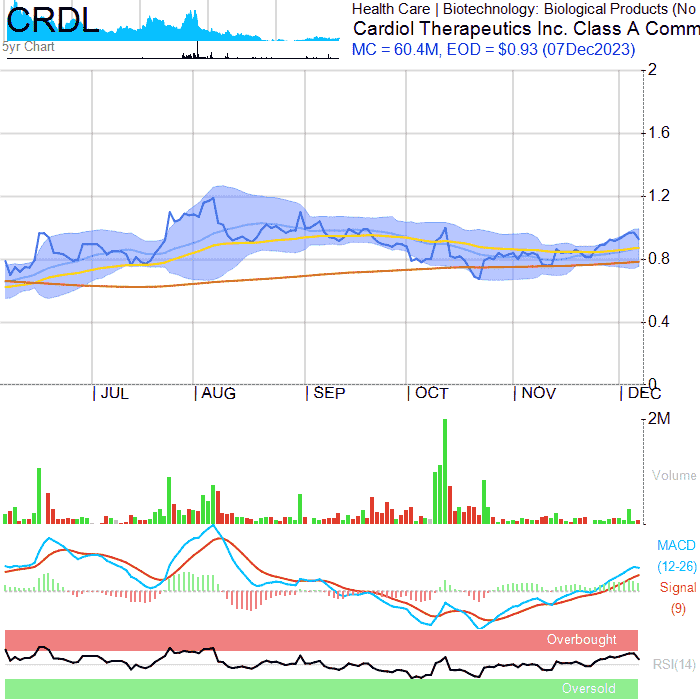 CRDL
5yr Chart
Health Care | Biotechnology: Biological Products (No
Cardiol Therapeutics Inc. Class A Comm
MC = 60.4M, EOD = $0.93 (07Dec2023)
2
1.6
1.2
0.8
0.4
0
JUL AUG SEP OCT NOV DEC
2M
Volume
MACD
(12-26)
Signal
(9)
Overbought
RSI(14)
Oversold